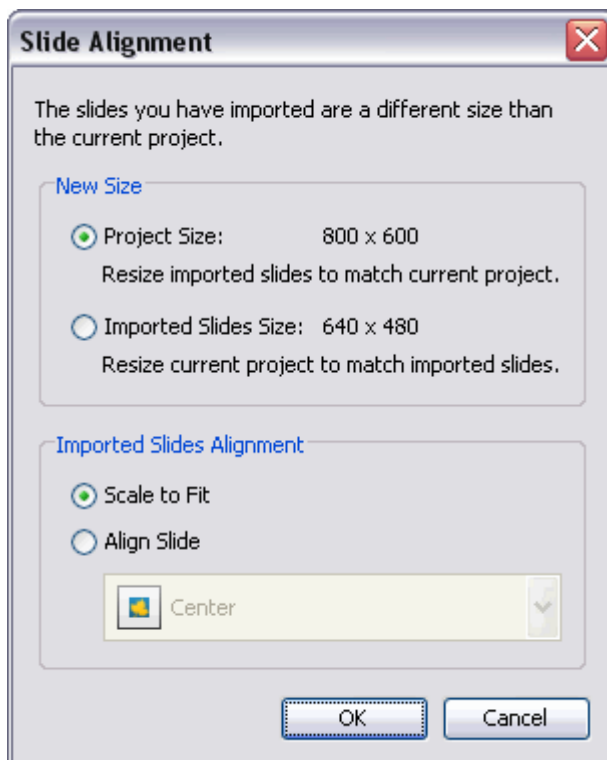 Slide Alignment
The slides you have imported are a different size than
the current project.
New Size
Project Size: 800 x 600
Resize imported slides to match current project.
Imported Slides Size: 640 x 480
Resize current project to match imported slides.
Imported Slides Alignment
Scale to Fit
Align Slide
Center
OK Cancel